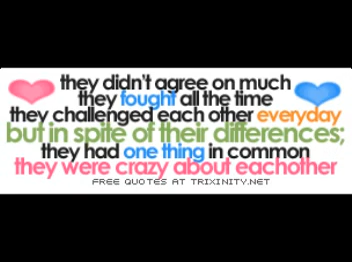 they didn't agree on much
they fought all the time
they challenged each other everyday
but in spite of their differences;
they had one thing in common
they were crazy about eachother
FREE QUOTES AT TRIXINITY.NET